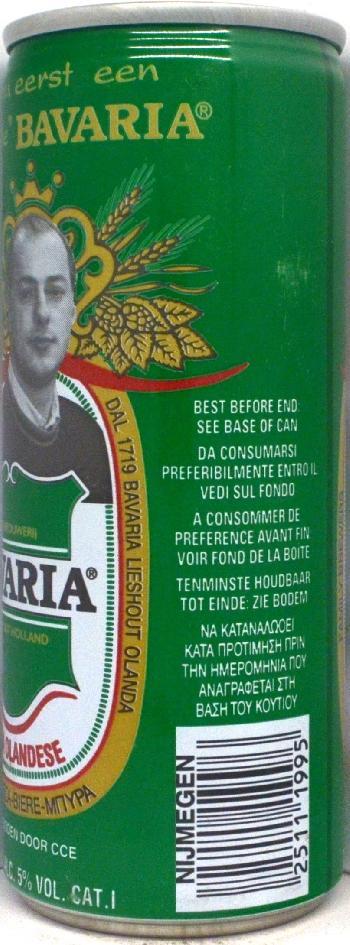 eerst een
BAVARIA®
DAL 1719 BAVARIA LIESHOUT OLANDA
BROUWERIJ
VARIA®
HOLLAND
OLANDESE
BIERE-ΜΠΥΡΑ
DOOR CCE
5% VOL. CAT.I
BEST BEFORE END:
SEE BASE OF CAN
DA CONSUMARSI
PREFERIBILMENTE ENTRO IL
VEDI SUL FONDO
A CONSOMMER DE
PREFERENCE AVANT FIN
VOIR FOND DE LA BOITE
TENMINSTE HOUDBAAR
TOT EINDE: ZIE BODEM
ΝΑ ΚΑΤΑΝΑΛΩΘΕΙ
ΚΑΤΑ ΠΡΟΤΙΜΗΣΗ ΠΡΙΝ
ΤΗΝ ΗΜΕΡΟΜΗΝΙΑ ΠΟΥ
ΑΝΑΓΡΑΦΕΤΑΙ ΣΤΗ
ΒΑΣΗ ΤΟΥ ΚΟΥΤΙΟΥ
NIJMEGEN
25111995